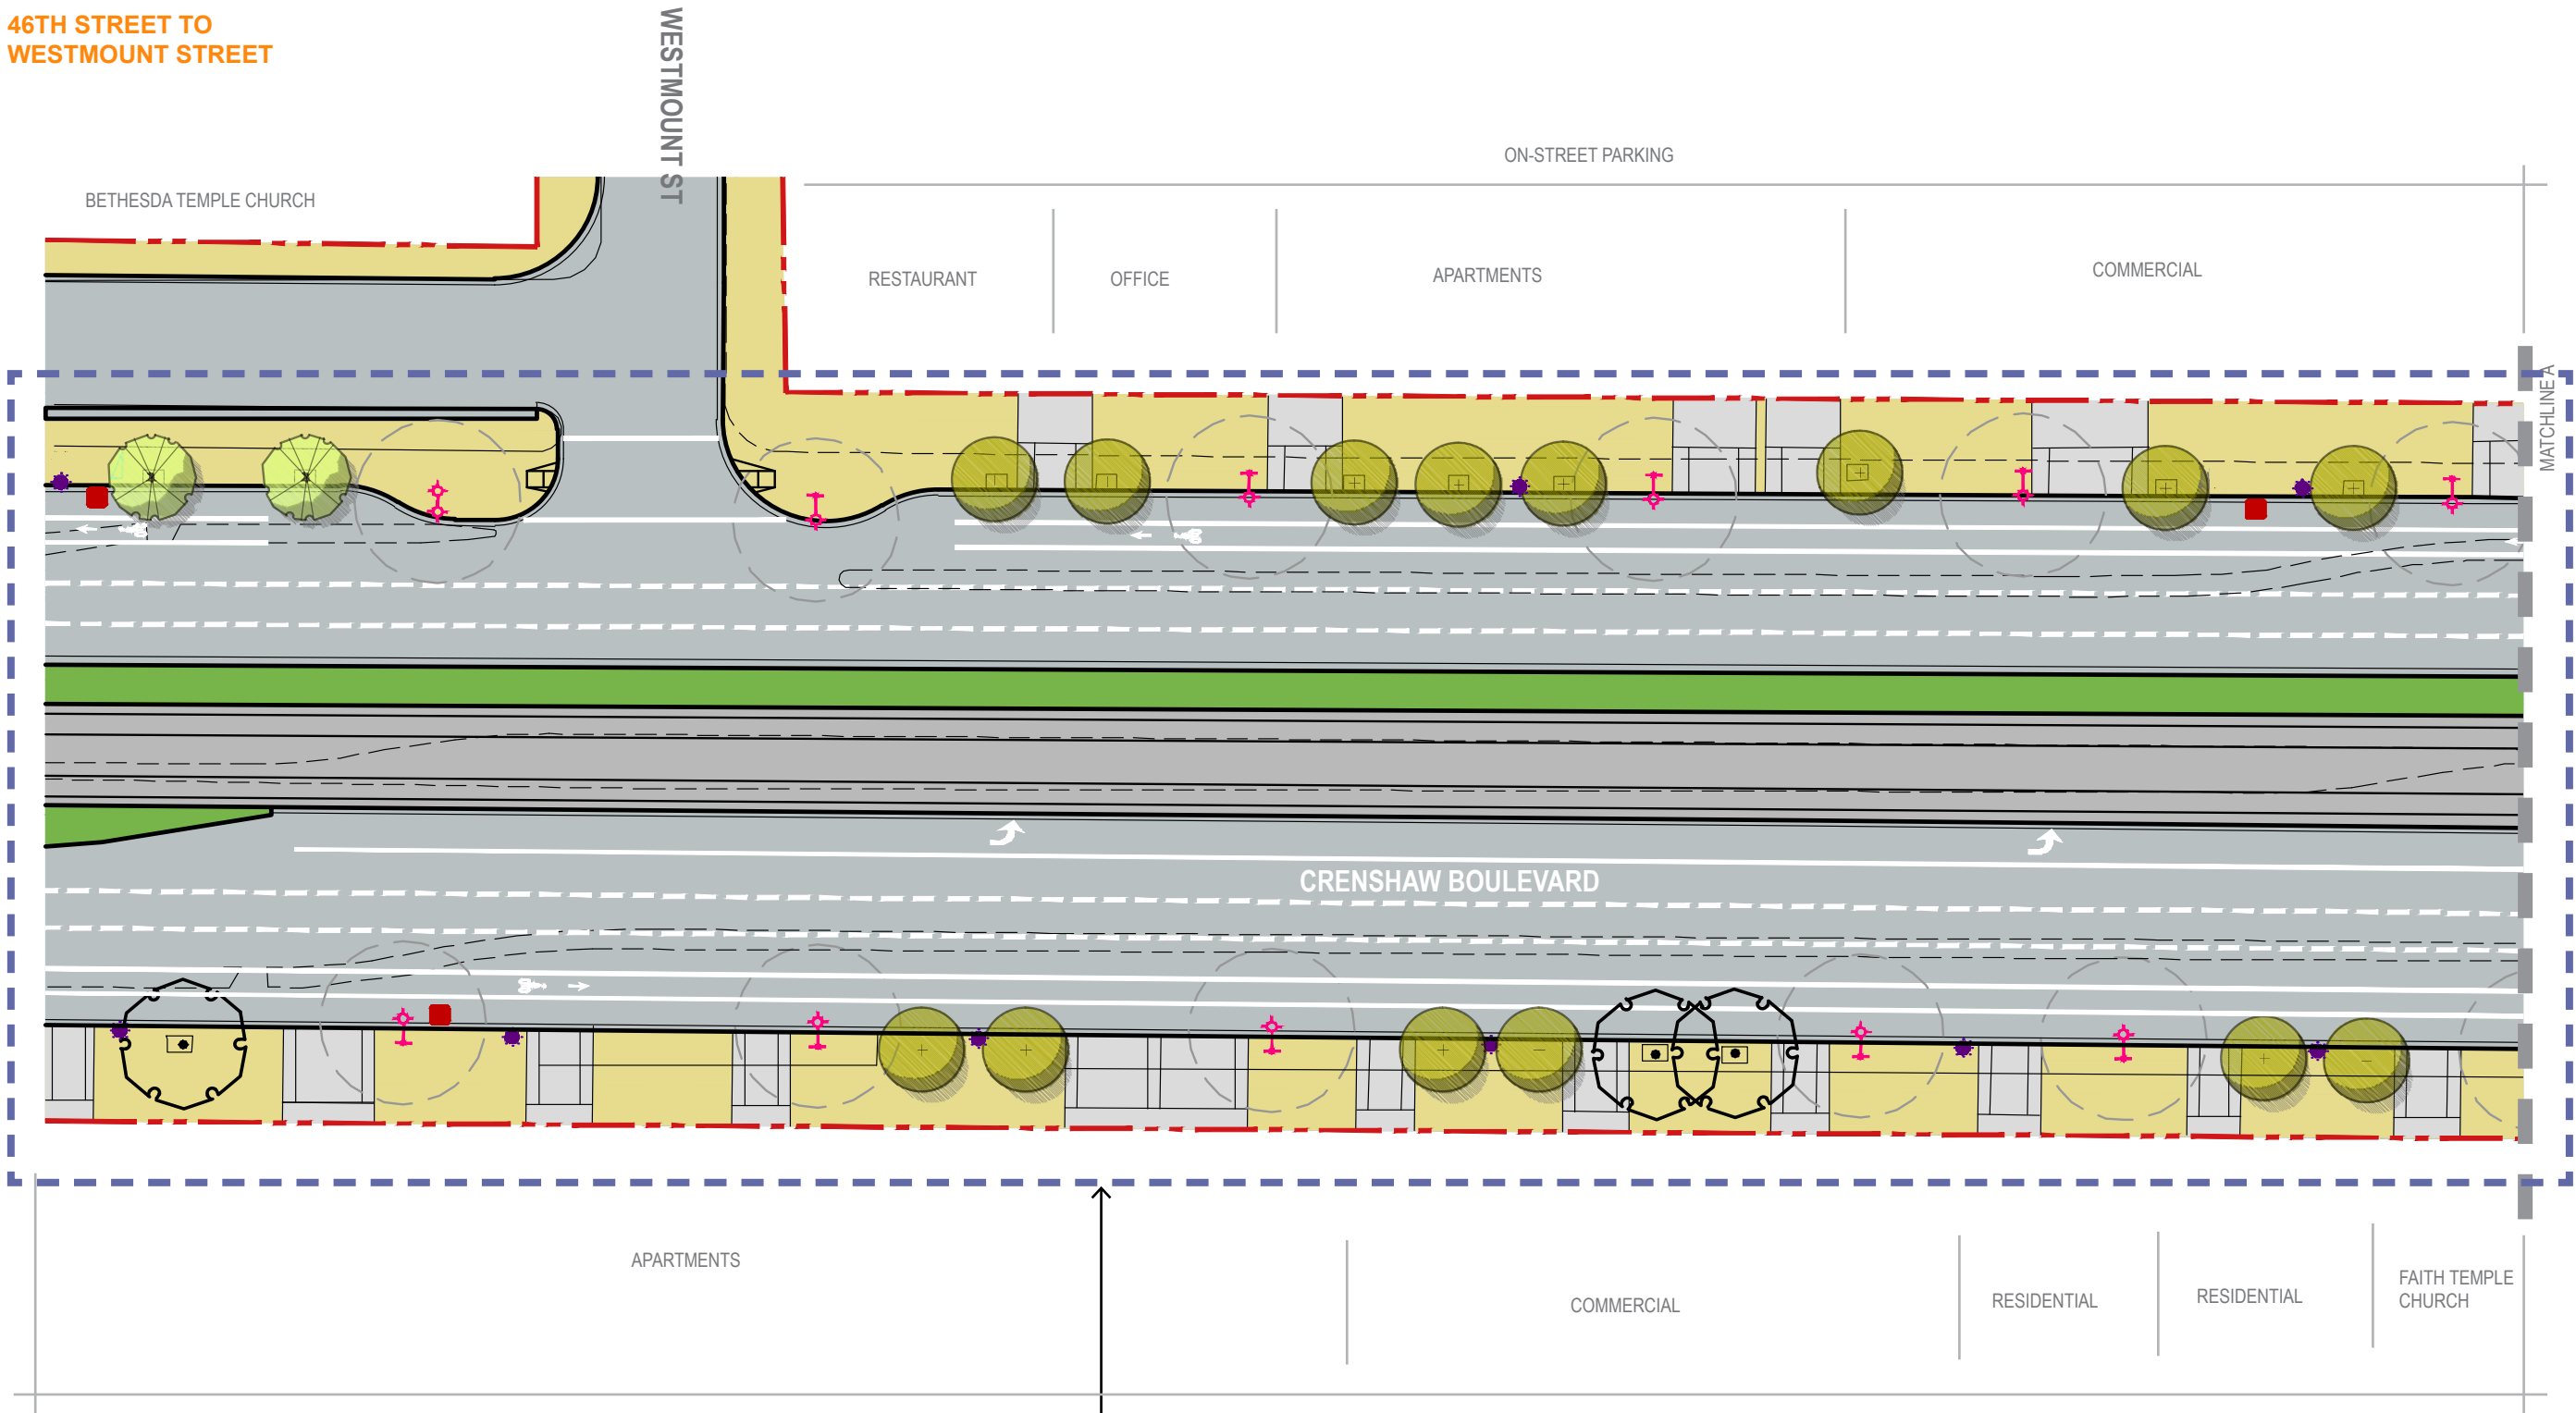 46TH STREET TO
WESTMOUNT STREET
WESTMOUNT ST
ON-STREET PARKING
BETHESDA TEMPLE CHURCH
RESTAURANT
OFFICE
APARTMENTS
COMMERCIAL
MATCHLINE A
CRENSHAW BOULEVARD
APARTMENTS
COMMERCIAL
RESIDENTIAL
RESIDENTIAL
FAITH TEMPLE
CHURCH